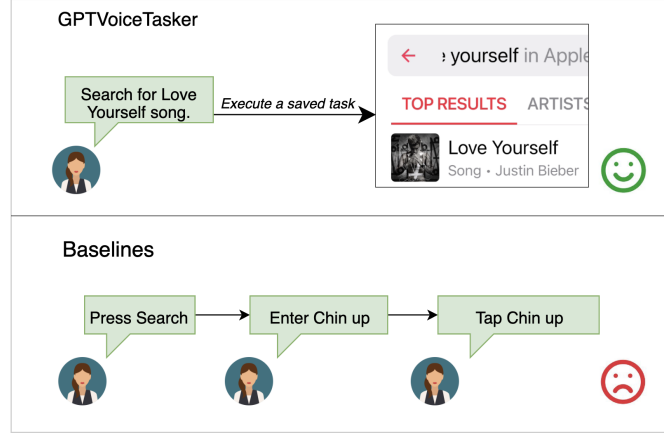 GPTVoiceTasker
Search for Love
Yourself song.
Execute a saved task
yourself in Apple
TOP RESULTS ARTISTS
Love Yourself
Song • Justin Bieber
Baselines
Press Search
Enter Chin up
Tap Chin up